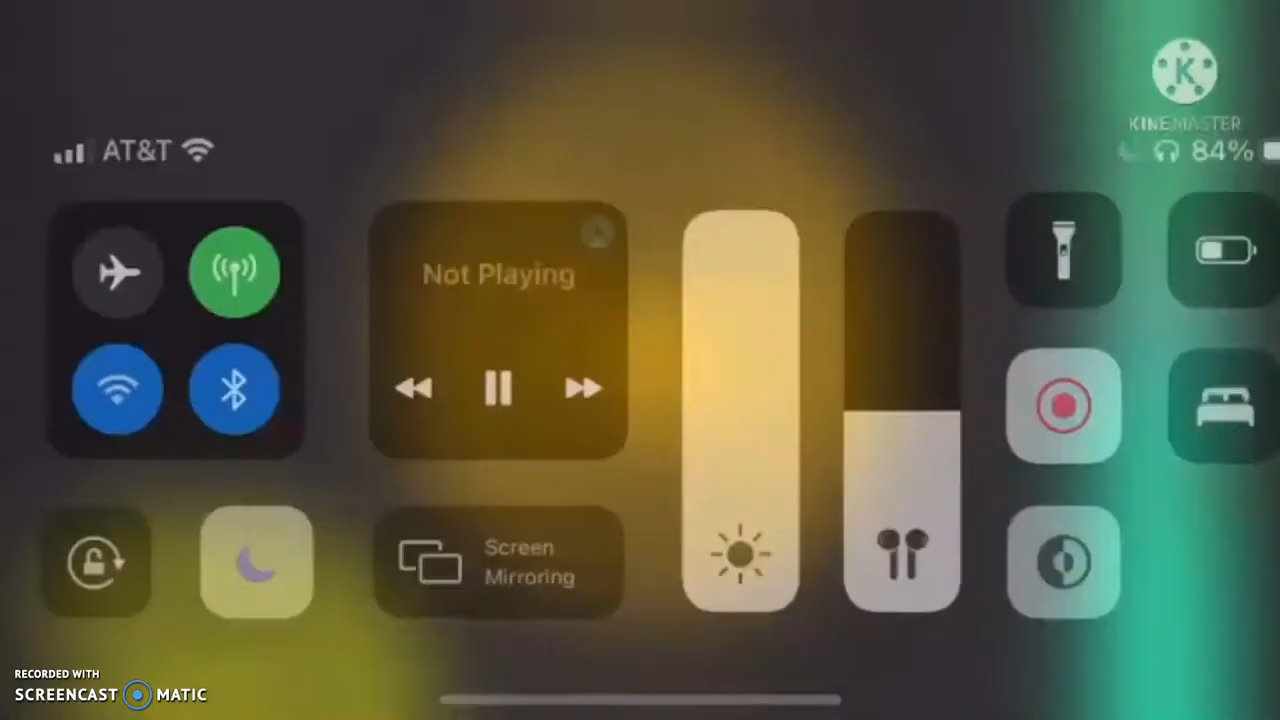 K
KINEMASTER
AT&T
84%
Not Playing
Screen
Mirroring
RECORDED WITH
SCREENCAST MATIC